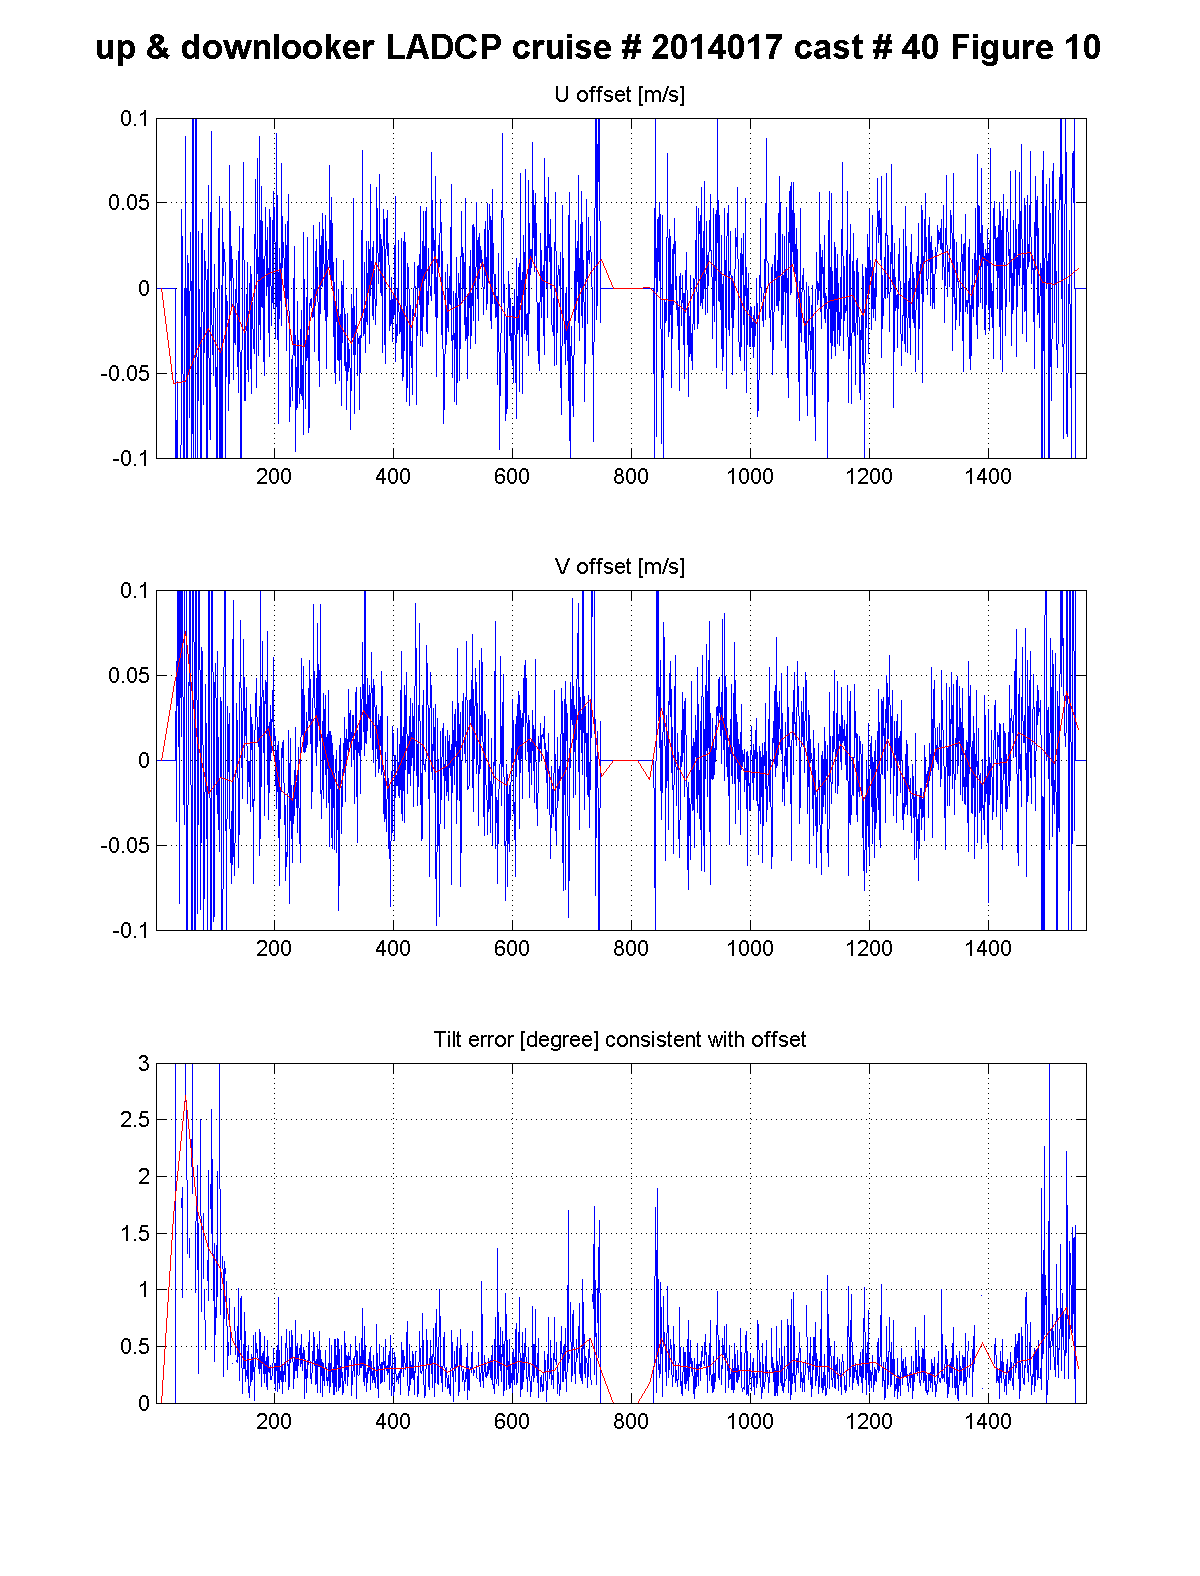 up & downlooker LADCP cruise # 2014017 cast # 40 Figure 10
U offset [m/s]
0.1
0.05
0
-0.05
-0.1
200 400 600 800 1000 1200 1400
V offset [m/s]
0.1
0.05
0
-0.05
-0.1
200 400 600 800 1000 1200 1400
Tilt error [degree] consistent with offset
3
2.5
2
1.5
1
0.5
0
200 400 600 800 1000 1200 1400